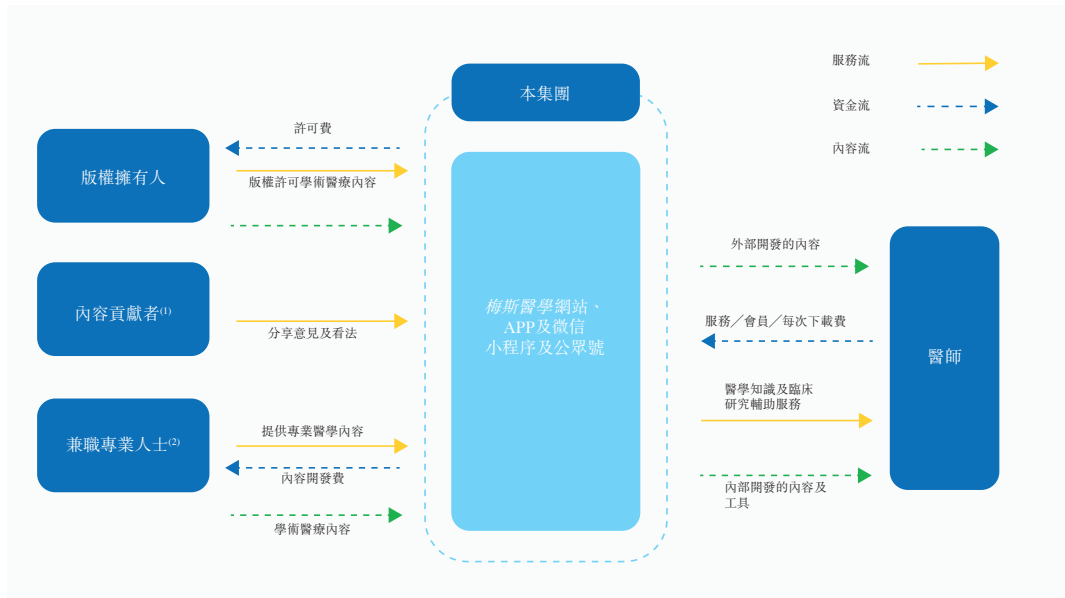 服務流
資金流
內容流
本集團
版權擁有人
許可費
版權許可學術醫療內容
內容貢獻者(1)
分享意見及看法
兼職專業人士(2)
提供專業醫學內容
內容開發費
學術醫療內容
梅斯醫學網站、
APP及微信
小程序及公眾號
外部開發的內容
服務／會員／每次下載費
醫學知識及臨床
研究輔助服務
內部開發的內容及
工具
醫師